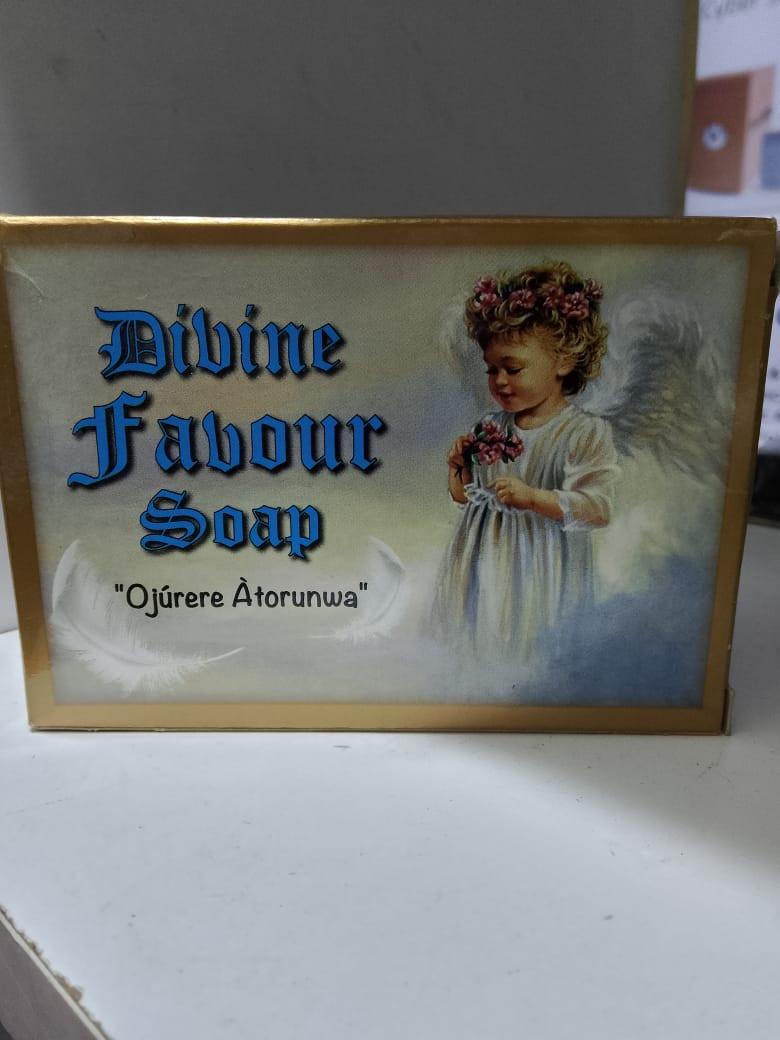 Divine
Favour
Soap
"Ojúrere Àtorunwa"